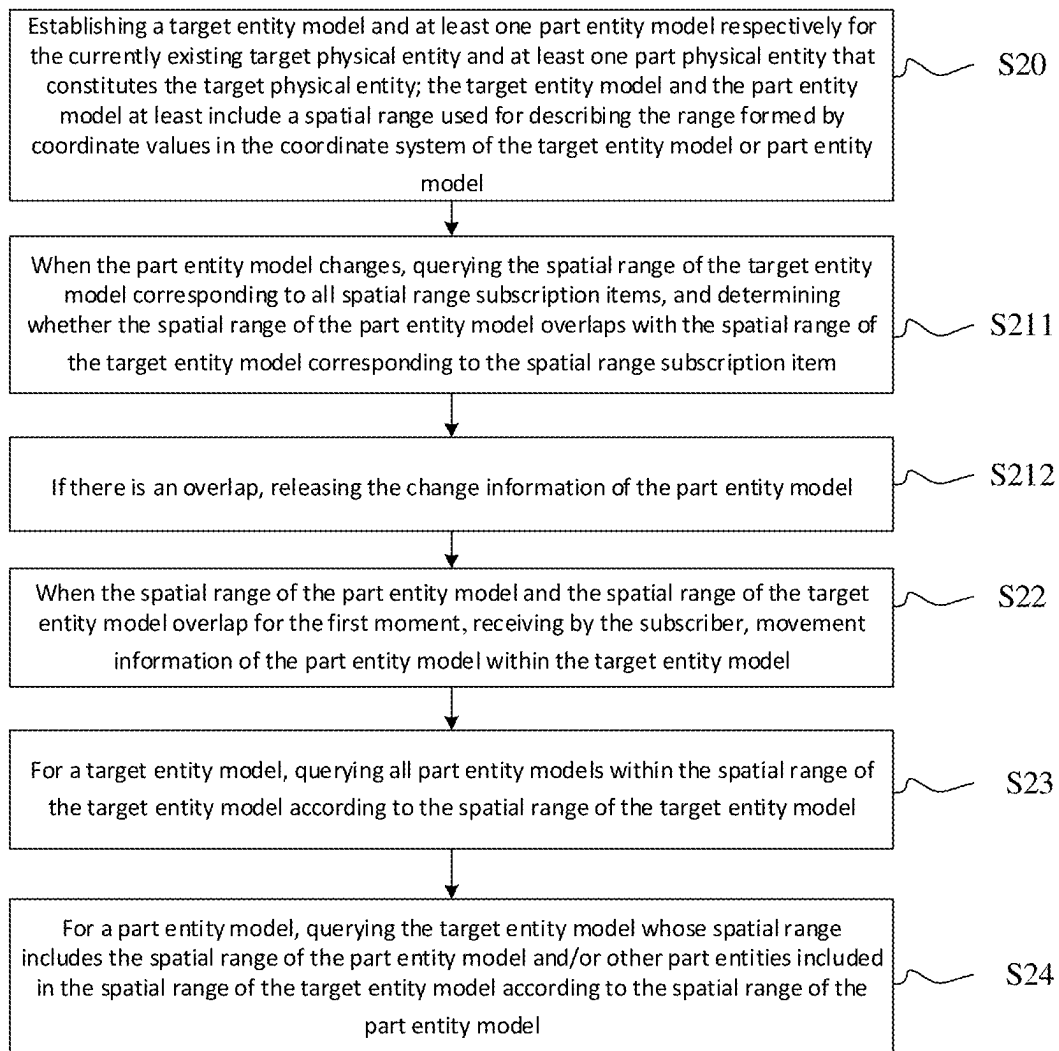 Establishing a target entity model and at least one part entity model respectively for
the currently existing target physical entity and at least one part physical entity that
constitutes the target physical entity; the target entity model and the part entity
model at least include a spatial range used for describing the range formed by
coordinate values in the coordinate system of the target entity model or part entity
model
S20
When the part entity model changes, querying the spatial range of the target entity
model corresponding to all spatial range subscription items, and determining
whether the spatial range of the part entity model overlaps with the spatial range of
the target entity model corresponding to the spatial range subscription item
S211
If there is an overlap, releasing the change information of the part entity model
S212
When the spatial range of the part entity model and the spatial range of the target
entity model overlap for the first moment, receiving by the subscriber, movement
information of the part entity model within the target entity model
S22
For a target entity model, querying all part entity models within the spatial range of
the target entity model according to the spatial range of the target entity model
S23
For a part entity model, querying the target entity model whose spatial range
includes the spatial range of the part entity model and/or other part entities included
in the spatial range of the target entity model according to the spatial range of the
part entity model
S24